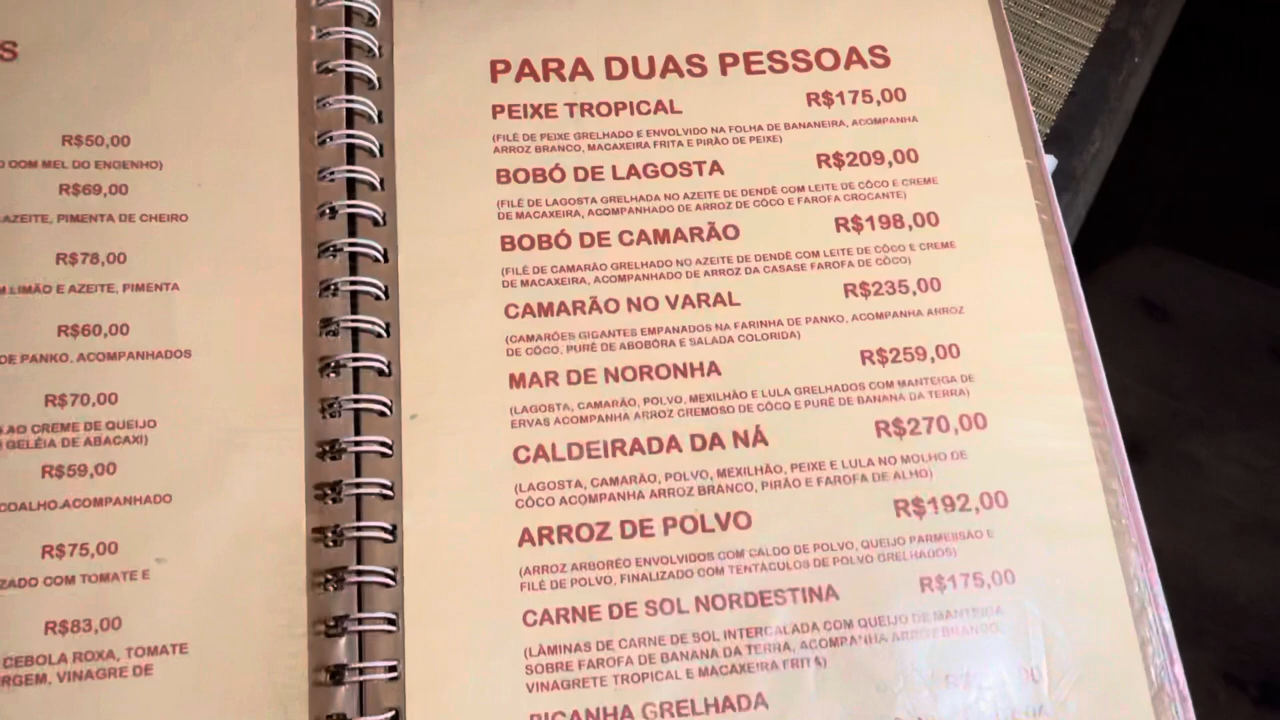 S
R$50,00
COM MEL DO ENGENHO)
R$69,00
AZEITE, PIMENTA DE CHEIRO
R$78,00
LIMÃO E AZEITE, PIMENTA
R$60,00
DE PANKO, ACOMPANHADOS
R$70,00
AO CREME DE QUEIJO
GELÉIA DE ABACAXI)
R$59,00
COALHO.ACOMPANHADO
R$75,00
ZADO COM TOMATE E
R$83,00
CEBOLA ROXA, TOMATE
RGEM, VINAGRE DE
PARA DUAS PESSOAS
PEIXE TROPICAL R$175,00
(FILÉ DE PEIXE GRELHADO E ENVOLVIDO NA FOLHA DE BANANEIRA, ACOMPANHA
ARROZ BRANCO, MACAXEIRA FRITA E PIRÃO DE PEIXE)
BOBÓ DE LAGOSTA R$209,00
(FILÉ DE LAGOSTA GRELHADA NO AZEITE DE DENDÊ COM LEITE DE CÔCO E CREME
DE MACAXEIRA, ACOMPANHADO DE ARROZ DE CÔCO E FAROFA CROCANTE)
BOBÓ DE CAMARÃO R$198,00
(FILÉ DE CAMARÃO GRELHADO NO AZEITE DE DENDÊ COM LEITE DE CÔCO E CREME
DE MACAXEIRA, ACOMPANHADO DE ARROZ DA CASASE FAROFA DE CÔCO)
CAMARÃO NO VARAL R$235,00
(CAMARÕES GIGANTES EMPANADOS NA FARINHA DE PANKO, ACOMPANHA ARROZ
DE CÔCO, PURÊ DE ABOBÓRA E SALADA COLORIDA)
MAR DE NORONHA R$259,00
(LAGOSTA, CAMARÃO, POLVO, MEXILHÃO E LULA GRELHADOS COM MANTEIGA DE
ERVAS ACOMPANHA ARROZ CREMOSO DE CÔCO E PURÊ DE BANANA DA TERRA)
CALDEIRADA DA NÁ R$270,00
(LAGOSTA, CAMARÃO, POLVO, MEXILHÃO, PEIXE E LULA NO MOLHO DE
CÔCO ACOMPANHA ARROZ BRANCO, PIRÃO E FAROFA DE ALHO)
ARROZ DE POLVO R$192,00
(ARROZ ARBORÉO ENVOLVIDOS COM CALDO DE POLVO, QUEIJO PARMESSÃO E
FILÉ DE POLVO, FINALIZADO COM TENTÁCULOS DE POLVO GRELHADOS)
CARNE DE SOL NORDESTINA R$175,00
(LÂMINAS DE CARNE DE SOL INTERCALADA COM QUEIJO DE MANTEIGA
SOBRE FAROFA DE BANANA DA TERRA, ACOMPANHA ARROZ BRANCO,
VINAGRETE TROPICAL E MACAXEIRA FRITA)
PICANHA GRELHADA